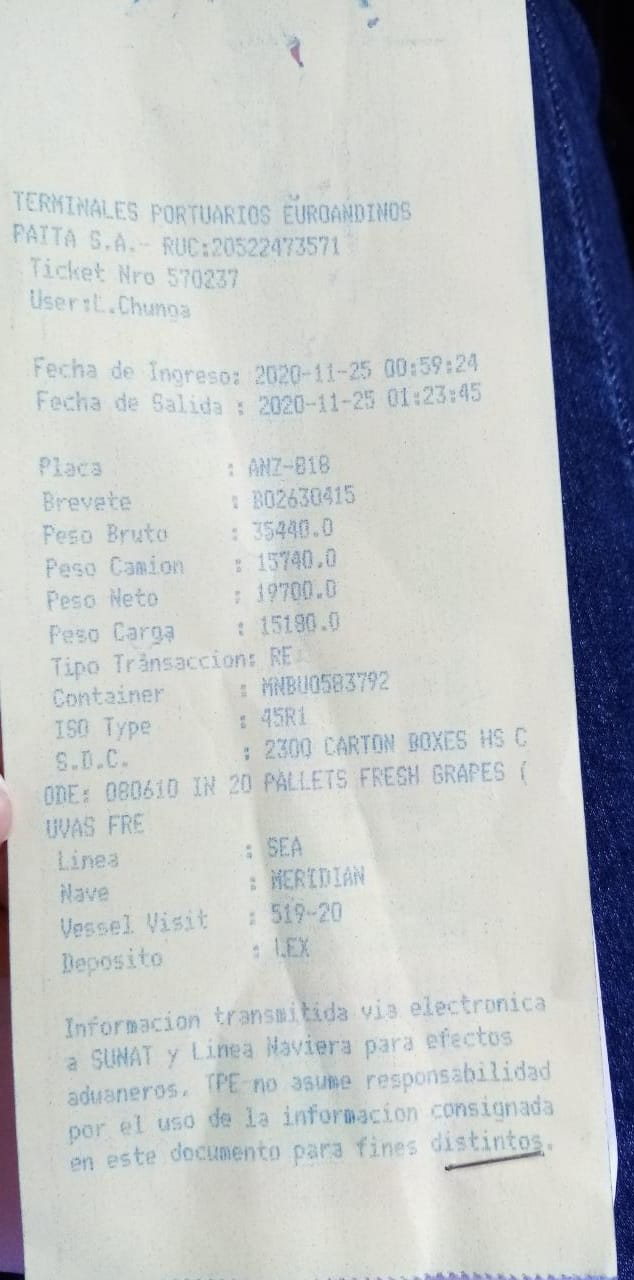 TERMINALES PORTUARIOS EUROANDINOS
PAITA S.A.- RUC:20522473571
Ticket Nro 570237
User:L.Chunga
Fecha de Ingreso: 2020-11-25 00:59:24
Fecha de Salida : 2020-11-25 01:23:45
Placa : ANZ-818
Brevete : B02630415
Peso Bruto : 35440.0
Peso Camion : 15740.0
Peso Neto : 19700.0
Peso Carga : 15180.0
Tipo Transaccion: RE
Container : MNBU0583792
ISO Type : 45R1
S.D.C. : 2300 CARTON BOXES HS C
ODE: 080610 IN 20 PALLETS FRESH GRAPES (
UVAS FRE
Linea : SEA
Nave : MERIDIAN
Vessel Visit : 519-20
Deposito : LEX
Informacion transmitida via electronica
a SUNAT y Linea Naviera para efectos
aduaneros. TPE no asume responsabilidad
por el uso de la informacion consignada
en este documento para fines distintos.